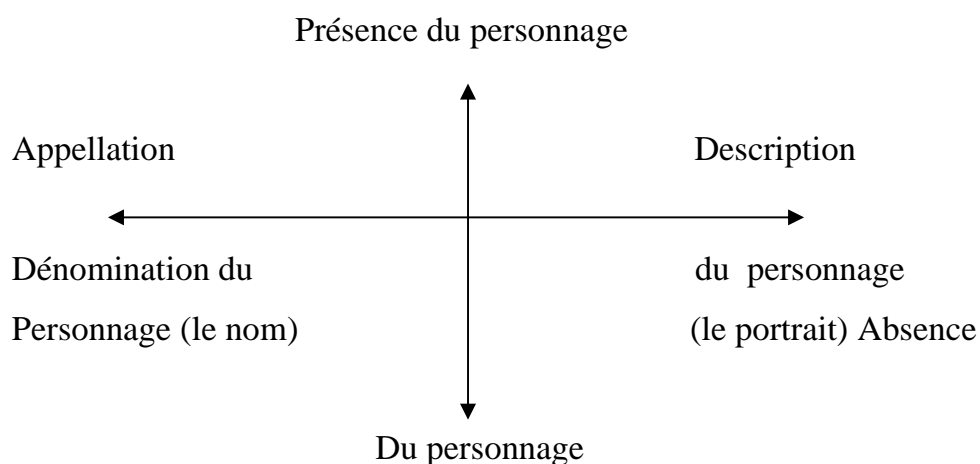 Présence du personnage
Appellation Description
Dénomination du du personnage
Personnage (le nom) (le portrait) Absence
Du personnage